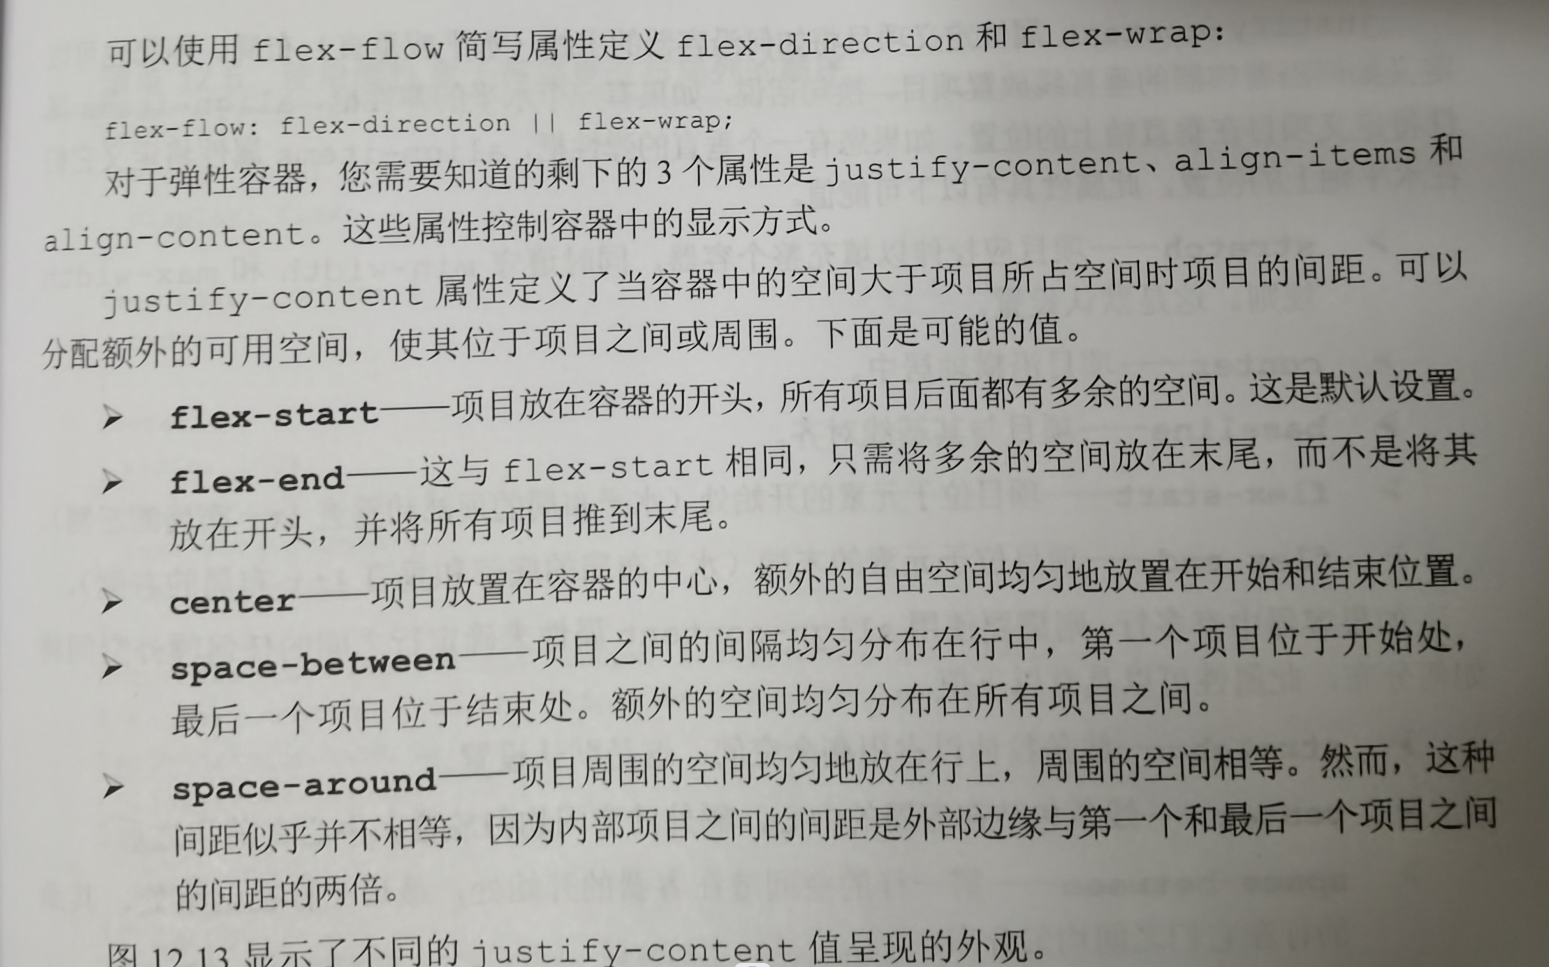 可以使用 flex-flow 简写属性定义 flex-direction 和 flex-wrap:
flex-flow: flex-direction || flex-wrap;
对于弹性容器，您需要知道的剩下的 3 个属性是 justify-content、align-items 和
align-content。这些属性控制容器中的显示方式。
justify-content 属性定义了当容器中的空间大于项目所占空间时项目的间距。可以
分配额外的可用空间，使其位于项目之间或周围。下面是可能的值。
➢ flex-start——项目放在容器的开头，所有项目后面都有多余的空间。这是默认设置。
➢ flex-end——这与 flex-start 相同，只需将多余的空间放在末尾，而不是将其
放在开头，并将所有项目推到末尾。
➢ center——项目放置在容器的中心，额外的自由空间均匀地放置在开始和结束位置。
➢ space-between——项目之间的间隔均匀分布在行中，第一个项目位于开始处，
最后一个项目位于结束处。额外的空间均匀分布在所有项目之间。
➢ space-around——项目周围的空间均匀地放在行上，周围的空间相等。然而，这种
间距似乎并不相等，因为内部项目之间的间距是外部边缘与第一个和最后一个项目之间
的间距的两倍。
图 12.13 显示了不同的 justify-content 值呈现的外观。